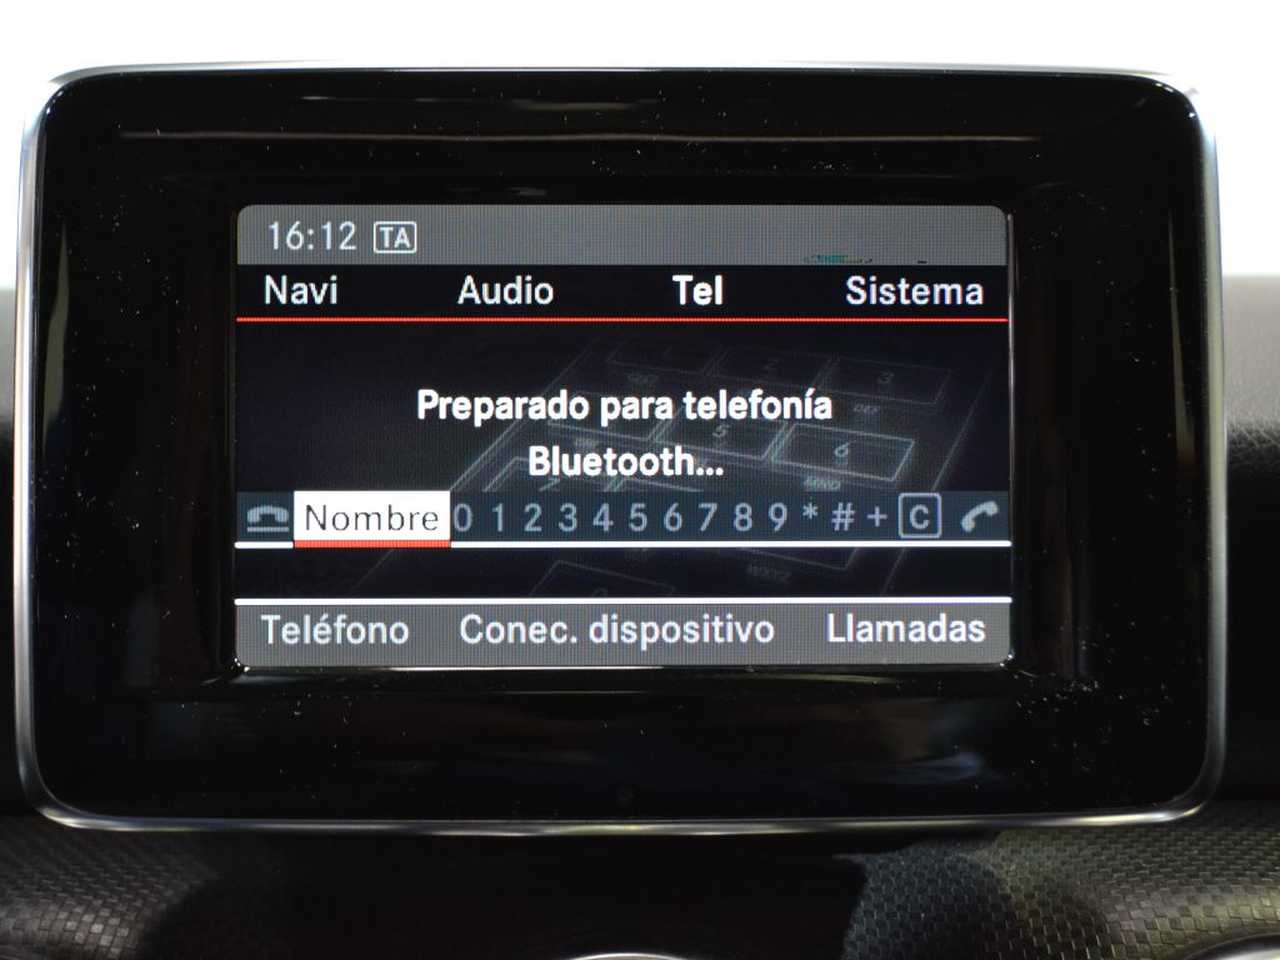 16:12 TA
Navi Audio Tel Sistema
Preparado para telefonía
Bluetooth...
Nombre 0 1 2 3 4 5 6 7 8 9 * # + C
Teléfono Conec. dispositivo Llamadas